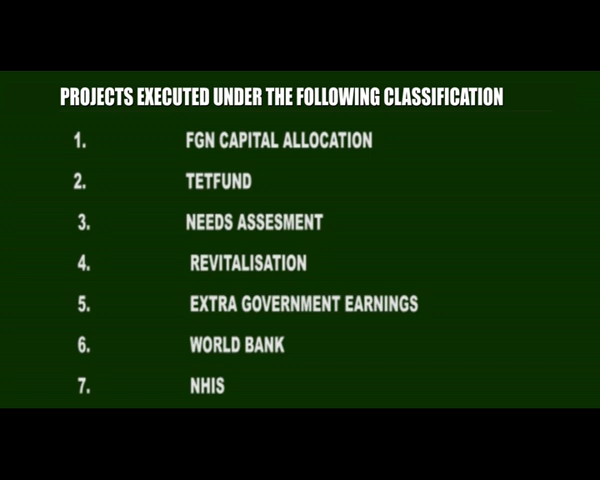 PROJECTS EXECUTED UNDER THE FOLLOWING CLASSIFICATION
1. FGN CAPITAL ALLOCATION
2. TETFUND
3. NEEDS ASSESMENT
4. REVITALISATION
5. EXTRA GOVERNMENT EARNINGS
6. WORLD BANK
7. NHIS